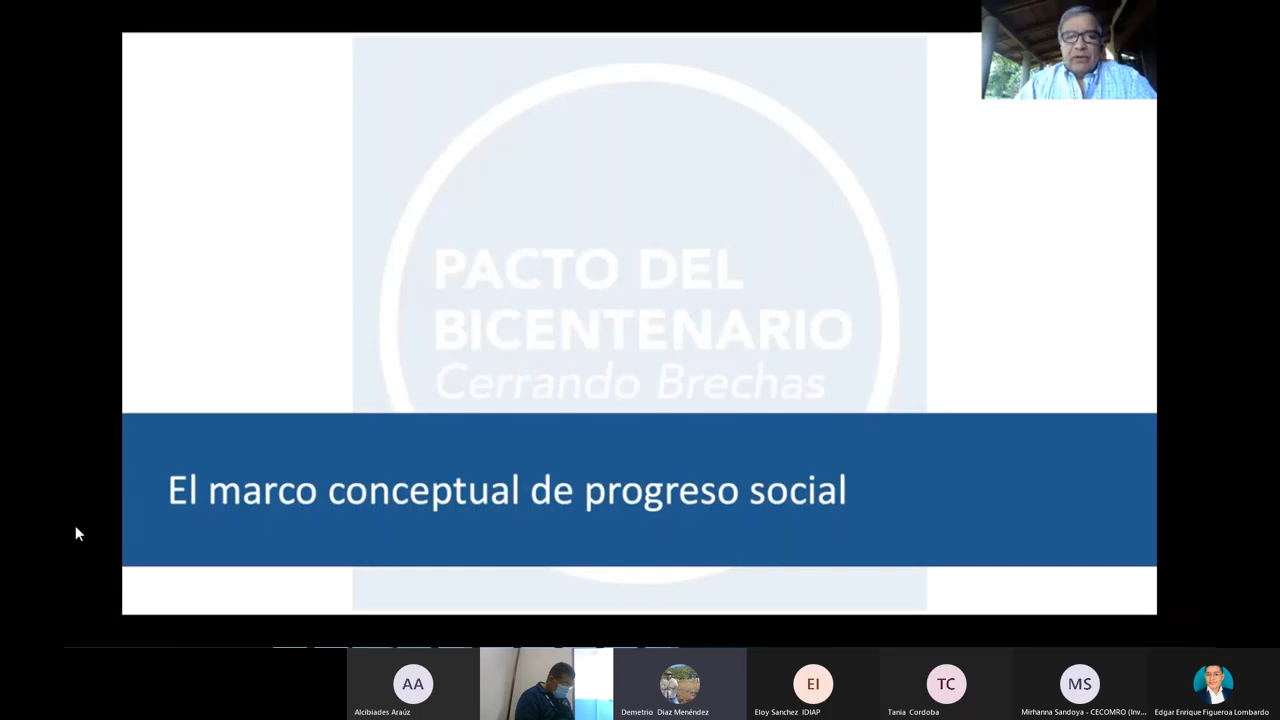 PACTO DEL
BICENTENARIO
Cerrando Brechas
El marco conceptual de progreso social
AA
EI
TC
MS
Alcibiades Araúz
Demetrio Diaz Menéndez
Eloy Sanchez IDIAP
Tania Cordoba
Mirhanna Sandoya - CECOMRO (Inv...
Edgar Enrique Figueroa Lombardo